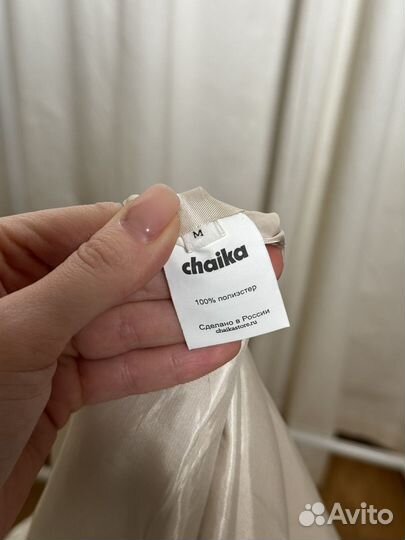 M
chaika
100% полиэстер
Сделано в России
chaikastore.ru
Avito